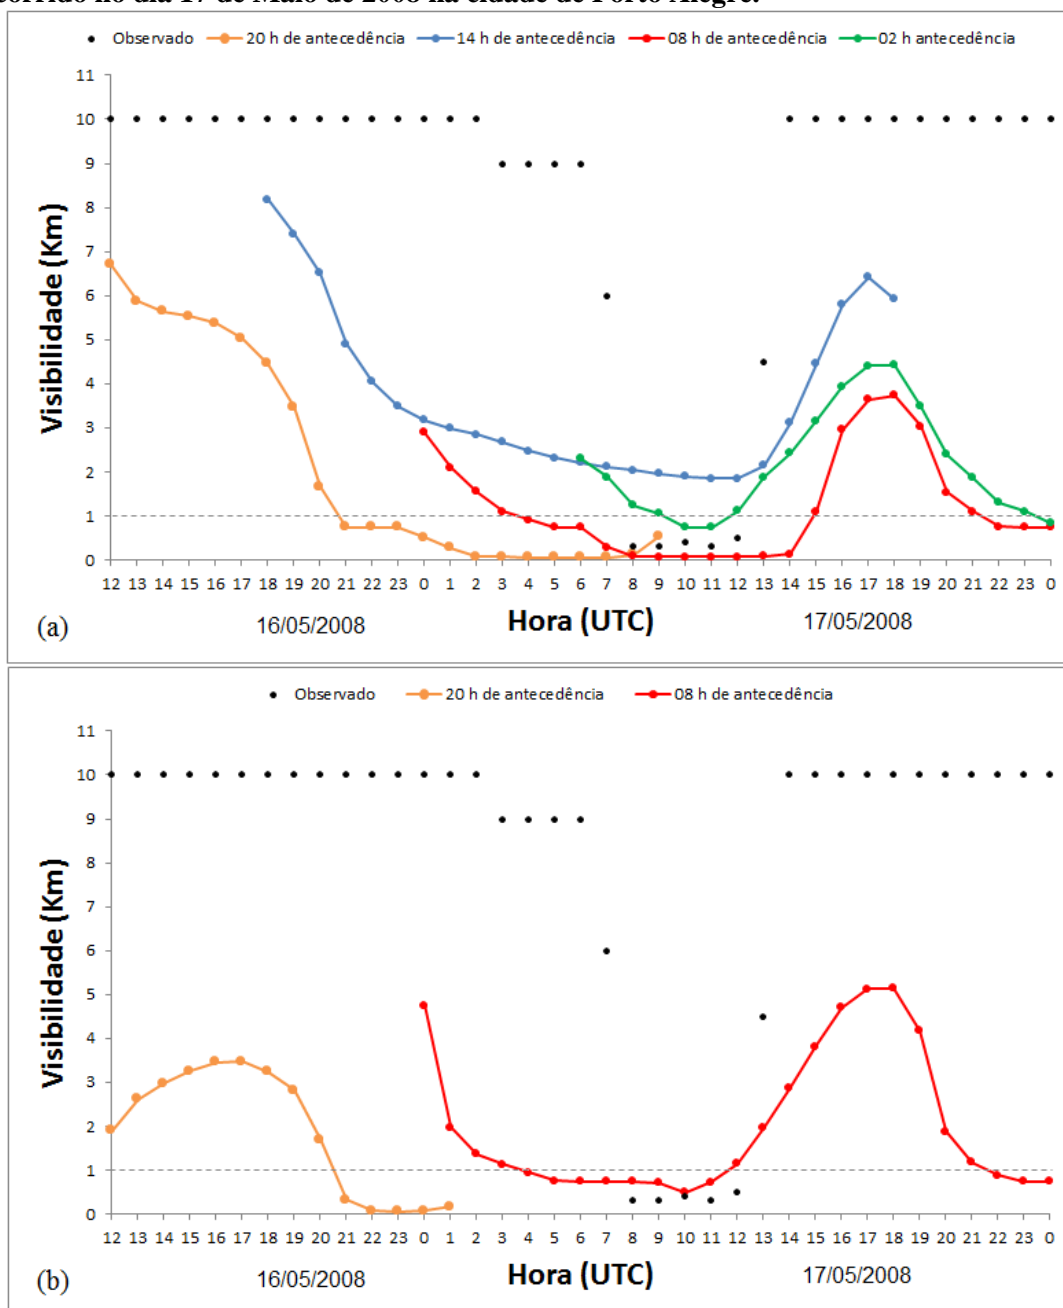 corrido no dia 17 de Maio de 2008 na cidade de Porto Alegre.
Observado 20 h de antecedência 14 h de antecedência 08 h de antecedência 02 h antecedência
11
10
9
8
7
6
5
4
3
2
1
0
Visibilidade (Km)
12 13 14 15 16 17 18 19 20 21 22 23 0 1 2 3 4 5 6 7 8 9 10 11 12 13 14 15 16 17 18 19 20 21 22 23 0
(a) 16/05/2008 Hora (UTC) 17/05/2008
Observado 20 h de antecedência 08 h de antecedência
11
10
9
8
7
6
5
4
3
2
1
0
Visibilidade (Km)
12 13 14 15 16 17 18 19 20 21 22 23 0 1 2 3 4 5 6 7 8 9 10 11 12 13 14 15 16 17 18 19 20 21 22 23 0
(b) 16/05/2008 Hora (UTC) 17/05/2008